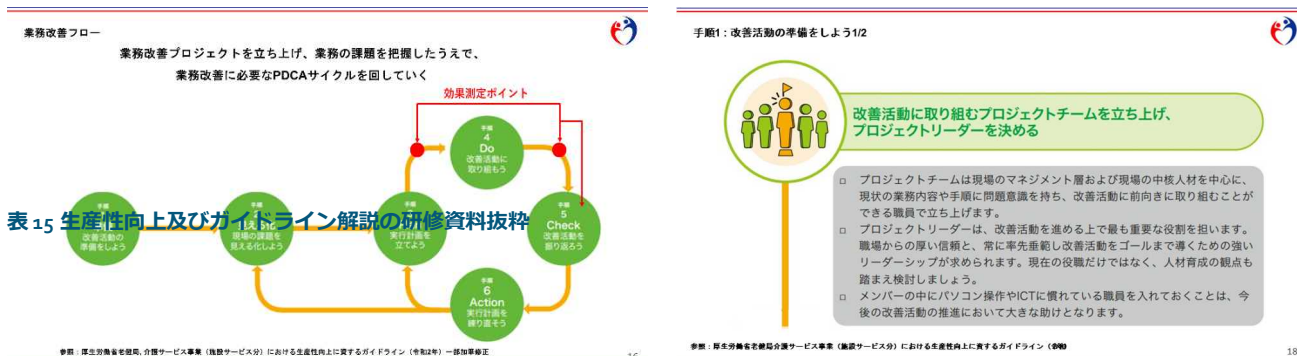 業務改善フロー
業務改善プロジェクトを立ち上げ、業務の課題を把握したうえで、
業務改善に必要なPDCAサイクルを回していく
効果測定ポイント
手順
4
Do
改善活動に
取り組もう
表 15 生産性向上及びガイドライン解説の研修資料抜粋
改善活動の
準備をしよう
現場の課題を
見える化しよう
実行計画を
立てよう
手順
5
Check
改善活動を
振り返ろう
手順
6
Action
実行計画を
練り直そう
参照：厚生労働省老健局,介護サービス事業（施設サービス分）における生産性向上に資するガイドライン（令和2年）一部加筆修正
手順1：改善活動の準備をしよう1/2
改善活動に取り組むプロジェクトチームを立ち上げ、
プロジェクトリーダーを決める
プロジェクトチームは現場のマネジメント層および現場の中核人材を中心に、
現状の業務内容や手順に問題意識を持ち、改善活動に前向きに取り組むことが
できる職員で立ち上げます。
プロジェクトリーダーは、改善活動を進める上で最も重要な役割を担います。
職場からの厚い信頼と、常に率先垂範し改善活動をゴールまで導くための強い
リーダーシップが求められます。現在の役職だけではなく、人材育成の観点も
踏まえ検討しましょう。
メンバーの中にパソコン操作やICTに慣れている職員を入れておくことは、今
後の改善活動の推進において大きな助けとなります。
参照：厚生労働省老健局介護サービス事業（施設サービス分）における生産性向上に資するガイドライン
18